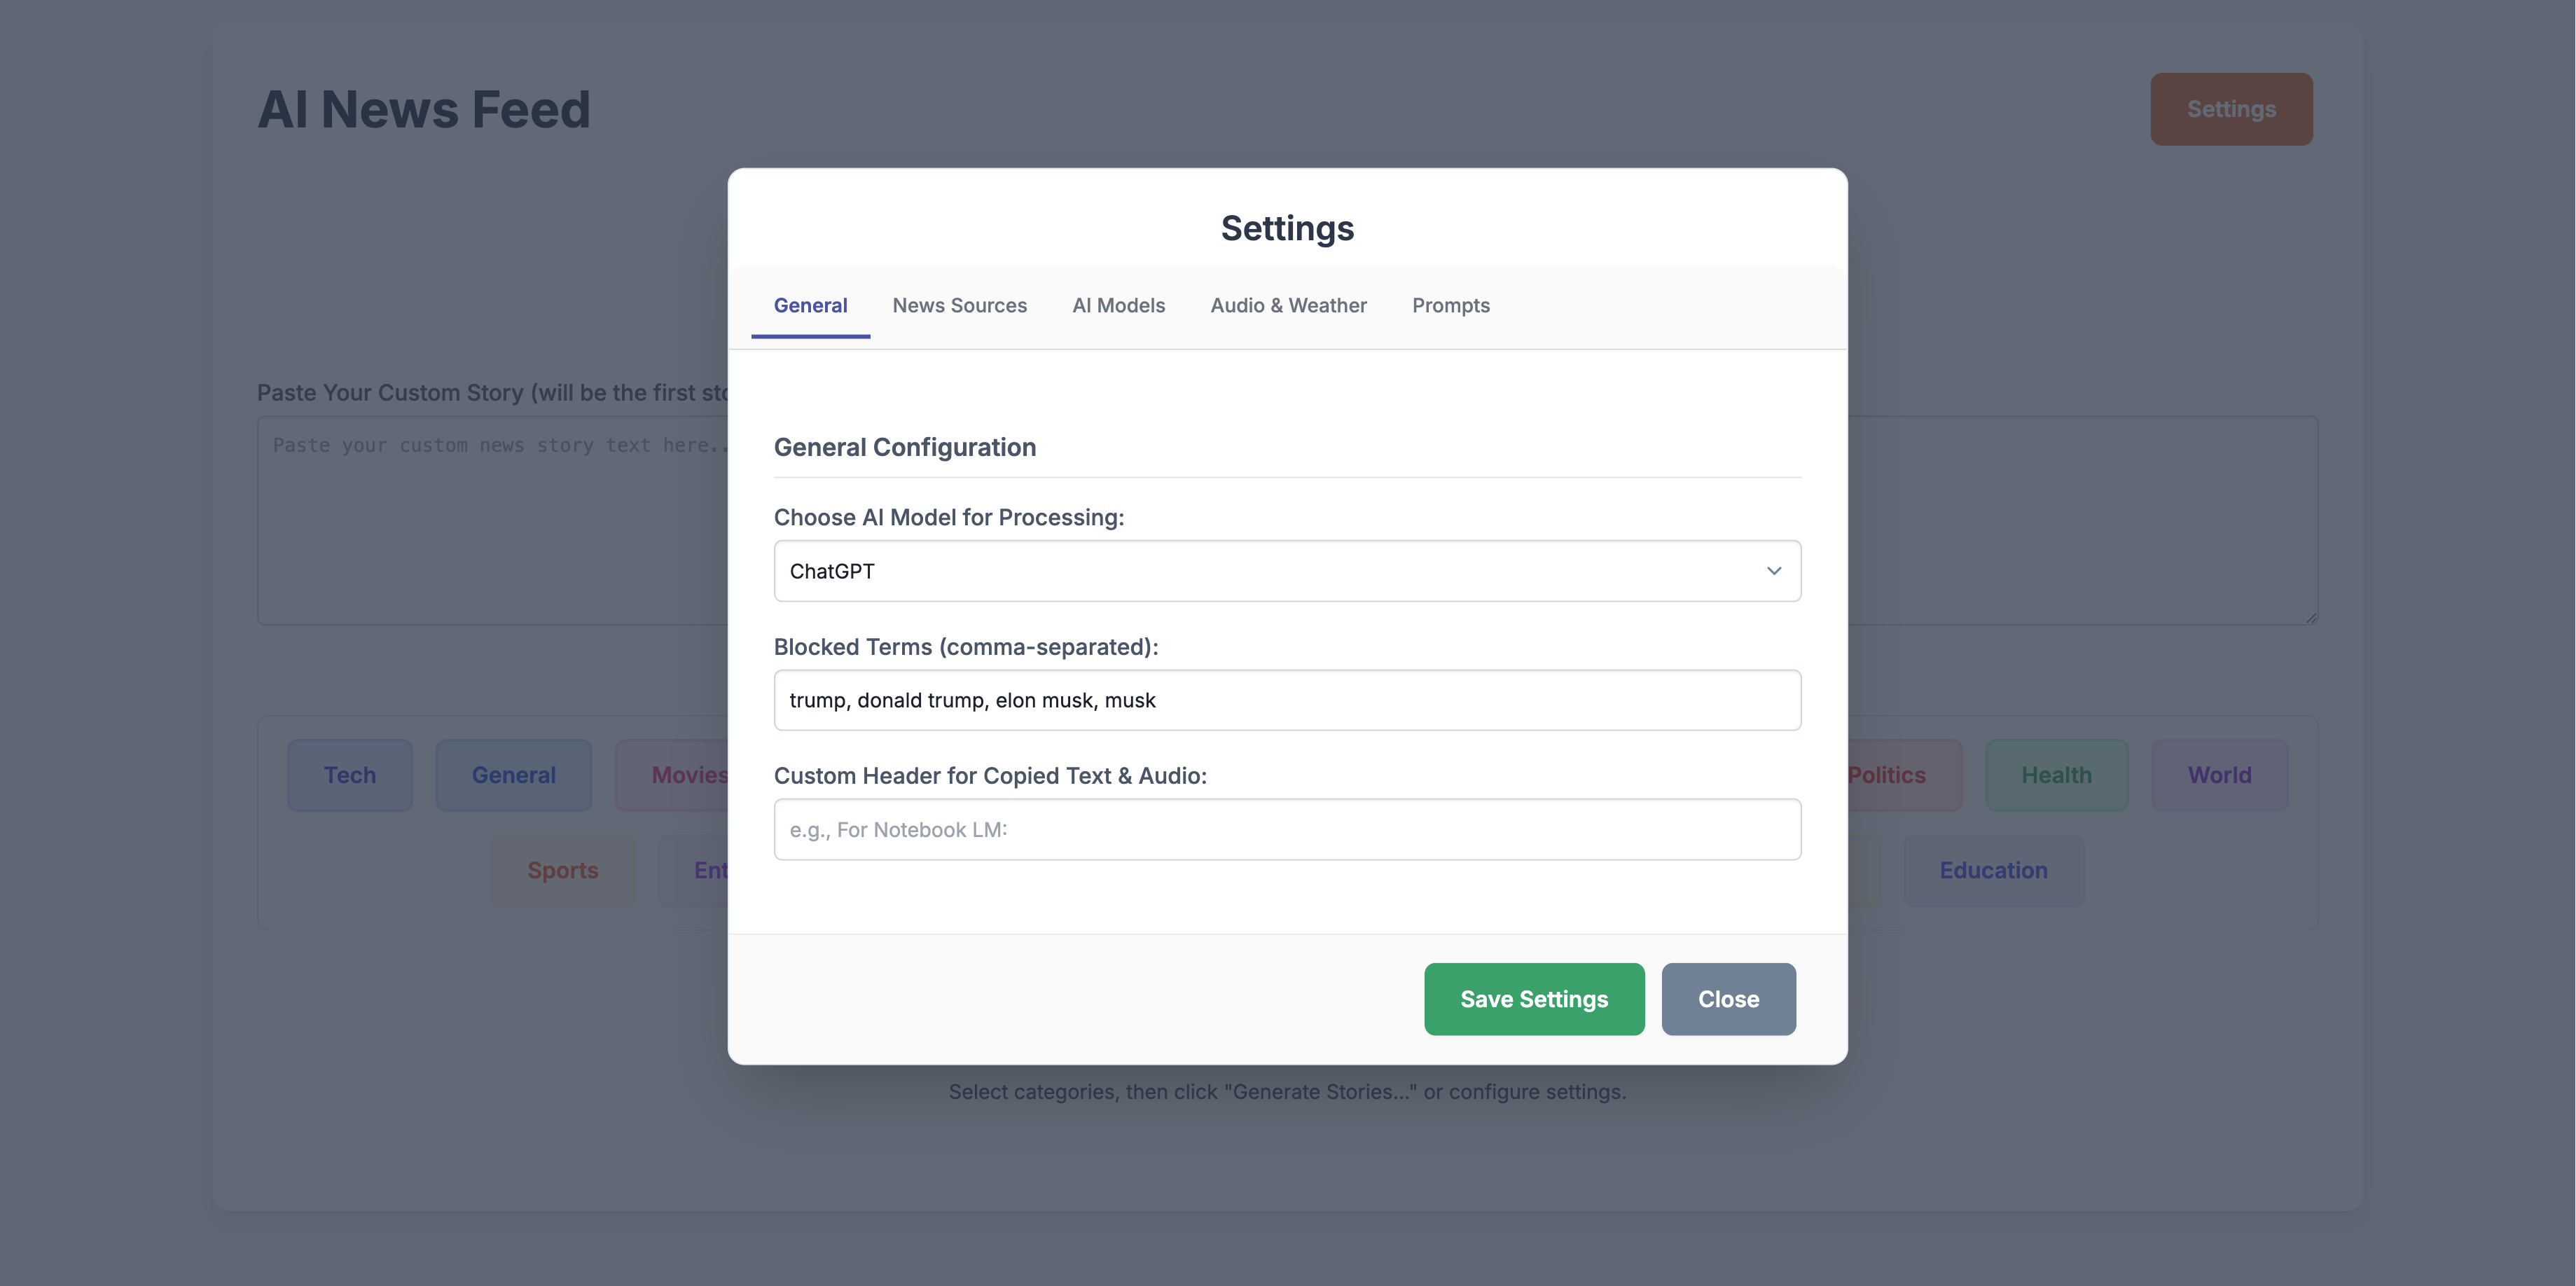 AI News Feed
Settings
Settings
General
News Sources
AI Models
Audio & Weather
Prompts
Paste Your Custom Story (will be the first
Paste your custom news story text here..
General Configuration
Choose AI Model for Processing:
ChatGPT
Blocked Terms (comma-separated):
trump, donald trump, elon musk, musk
Custom Header for Copied Text & Audio:
e.g., For Notebook LM:
Tech
General
Movies
Politics
Health
World
Sports
Education
Save Settings
Close
Select categories, then click "Generate Stories..." or configure settings.